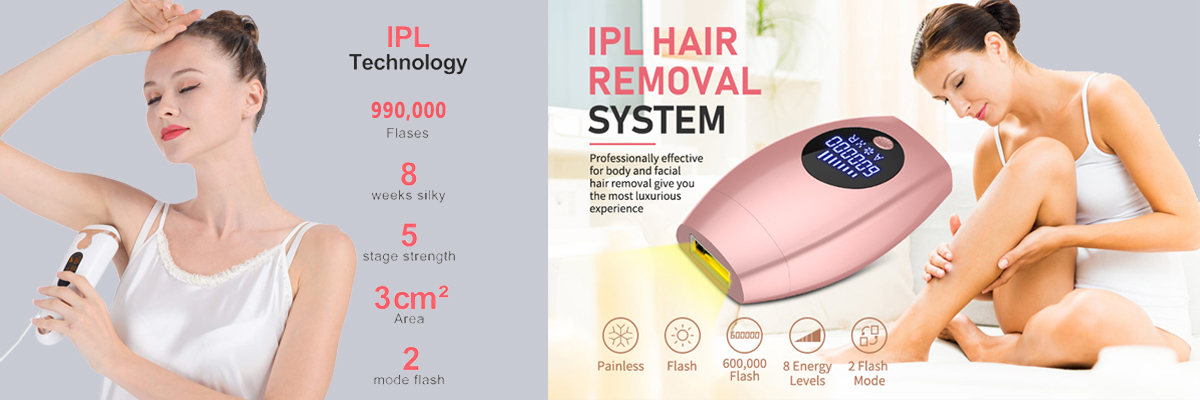 IPL
Technology
990,000
Flases
8
weeks silky
5
stage strength
3cm²
Area
2
mode flash
IPL HAIR
REMOVAL
SYSTEM
Professionally effective
for body and facial
hair removal give you
the most luxurious
experience
600000
A R
600000
Painless
Flash
600,000
Flash
8 Energy
Levels
2 Flash
Mode